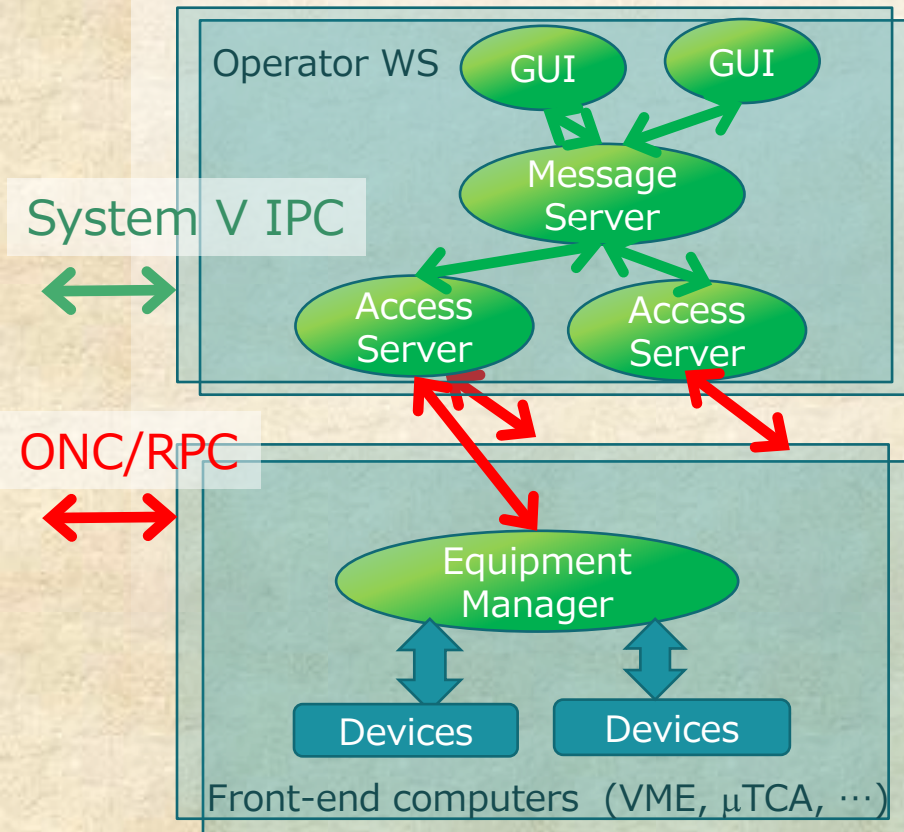 Operator WS
GUI
GUI
Message
Server
System V IPC
Access
Server
Access
Server
ONC/RPC
Equipment
Manager
Devices
Devices
Front-end computers (VME, μTCA, ⋯)